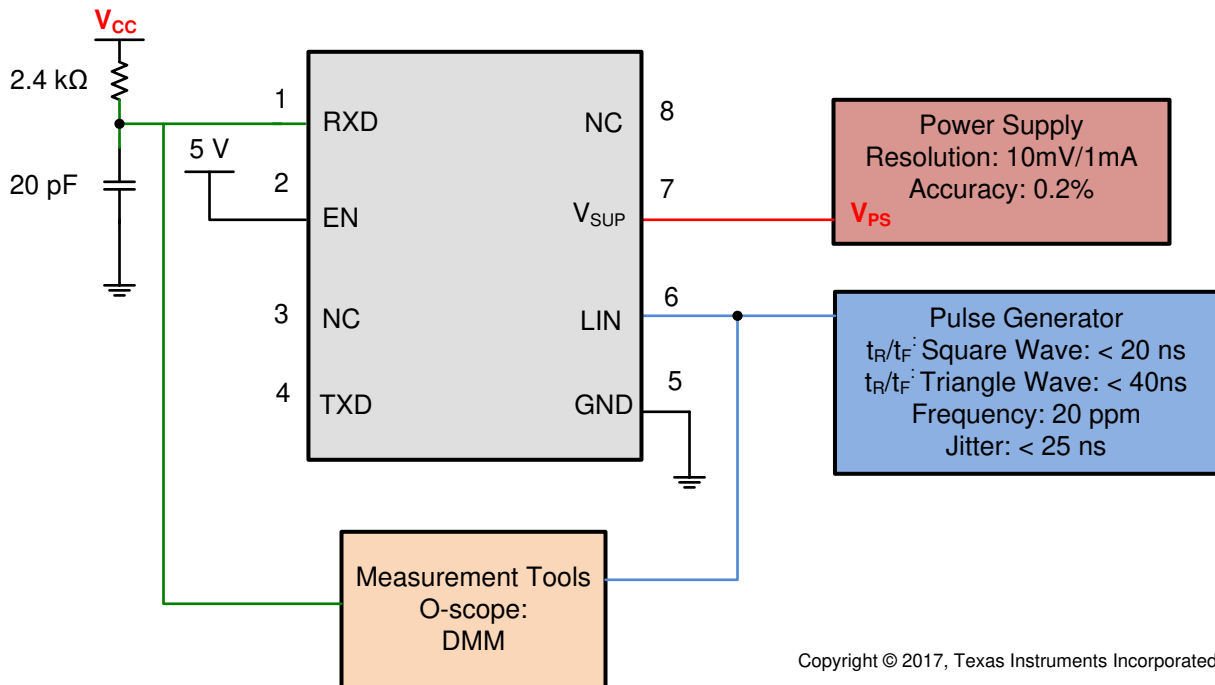 VCC
2.4 kΩ
20 pF
5 V
1
RXD
2
EN
3
NC
4
TXD
8
NC
7
VSUP
6
LIN
5
GND
Power Supply
Resolution: 10mV/1mA
Accuracy: 0.2%
VPS
Pulse Generator
tR/tF: Square Wave: < 20 ns
tR/tF: Triangle Wave: < 40ns
Frequency: 20 ppm
Jitter: < 25 ns
Measurement Tools
O-scope:
DMM
Copyright © 2017, Texas Instruments Incorporated